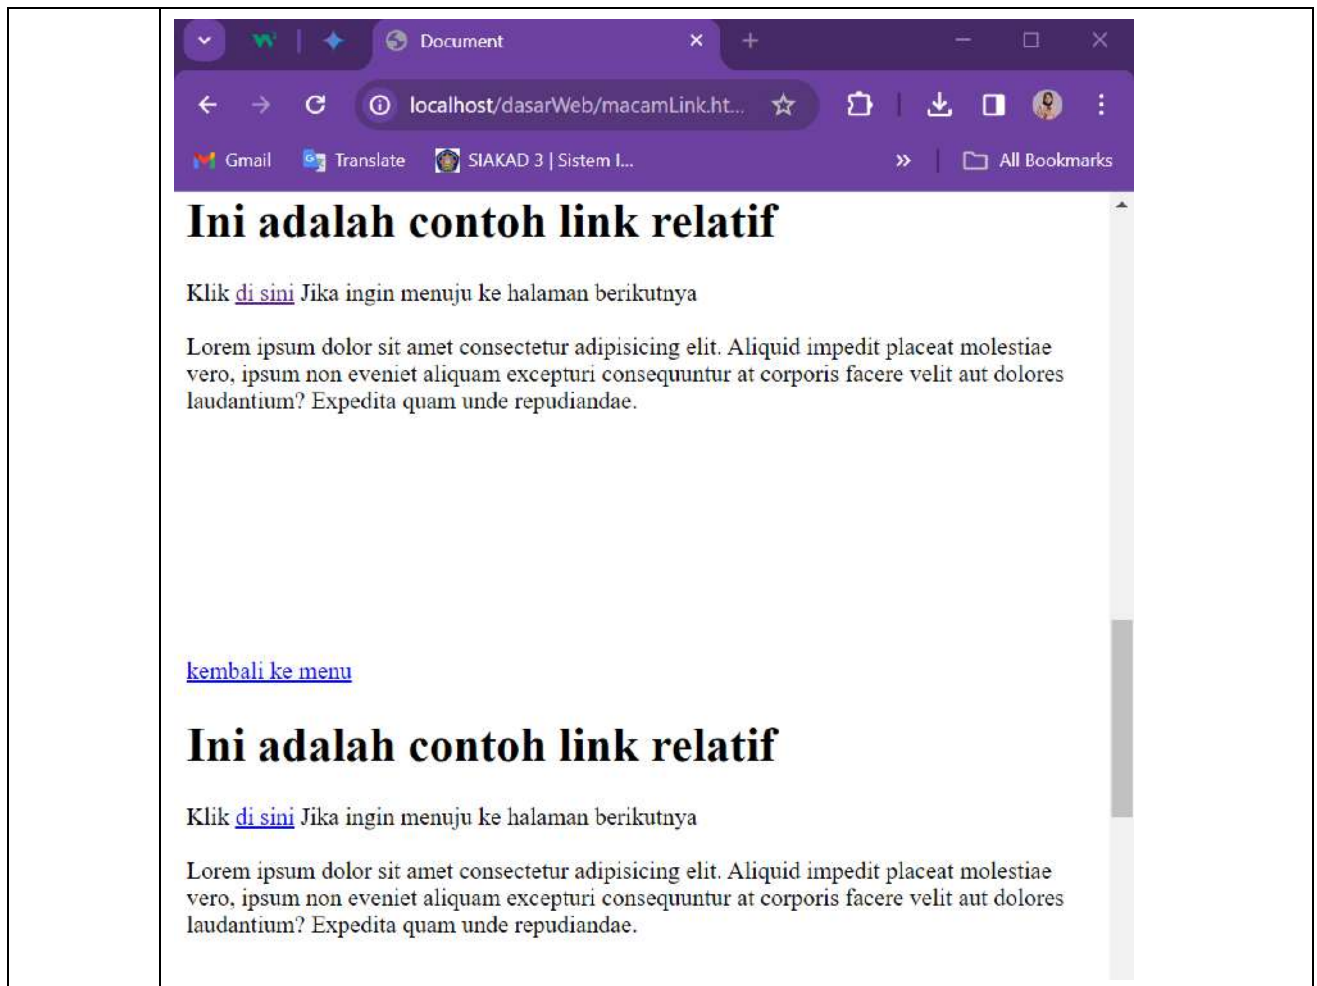 Document
localhost/dasarWeb/macamLink.ht...
Gmail Translate SIAKAD 3 | Sistem I... » All Bookmarks
Ini adalah contoh link relatif
Klik di sini Jika ingin menuju ke halaman berikutnya
Lorem ipsum dolor sit amet consectetur adipisicing elit. Aliquid impedit placeat molestiae
vero, ipsum non eveniet aliquam excepturi consequuntur at corporis facere velit aut dolores
laudantium? Expedita quam unde repudiandae.
kembali ke menu
Ini adalah contoh link relatif
Klik di sini Jika ingin menuju ke halaman berikutnya
Lorem ipsum dolor sit amet consectetur adipisicing elit. Aliquid impedit placeat molestiae
vero, ipsum non eveniet aliquam excepturi consequuntur at corporis facere velit aut dolores
laudantium? Expedita quam unde repudiandae.